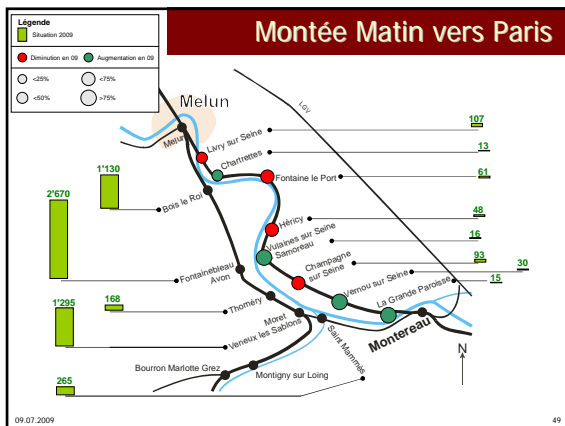 Montée Matin vers Paris
Légende
Situation 2009
Diminution en 09
Augmentation en 09
<25%
<75%
<50%
>75%
Melun
LGV
Melun
Livry sur Seine
107
Chartrettes
13
Fontaine le Port
61
1'130
Bois le Roi
2'670
Héricy
48
Vulaines sur Seine
Samoreau
16
Champagne
sur Seine
93
30
Fontainebleau
Avon
Vernou sur Seine
La Grande Paroisse
15
1'295
168
Thoméry
Moret
Veneux les Sablons
Saint Mammès
Montereau
N
Bourron Marlotte Grez
Montigny sur Loing
265
09.07.2009
49